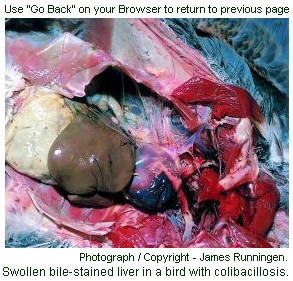 Use "Go Back" on your Browser to return to previous page
Photograph / Copyright - James Runningen.
Swollen bile-stained liver in a bird with colibacillosis.